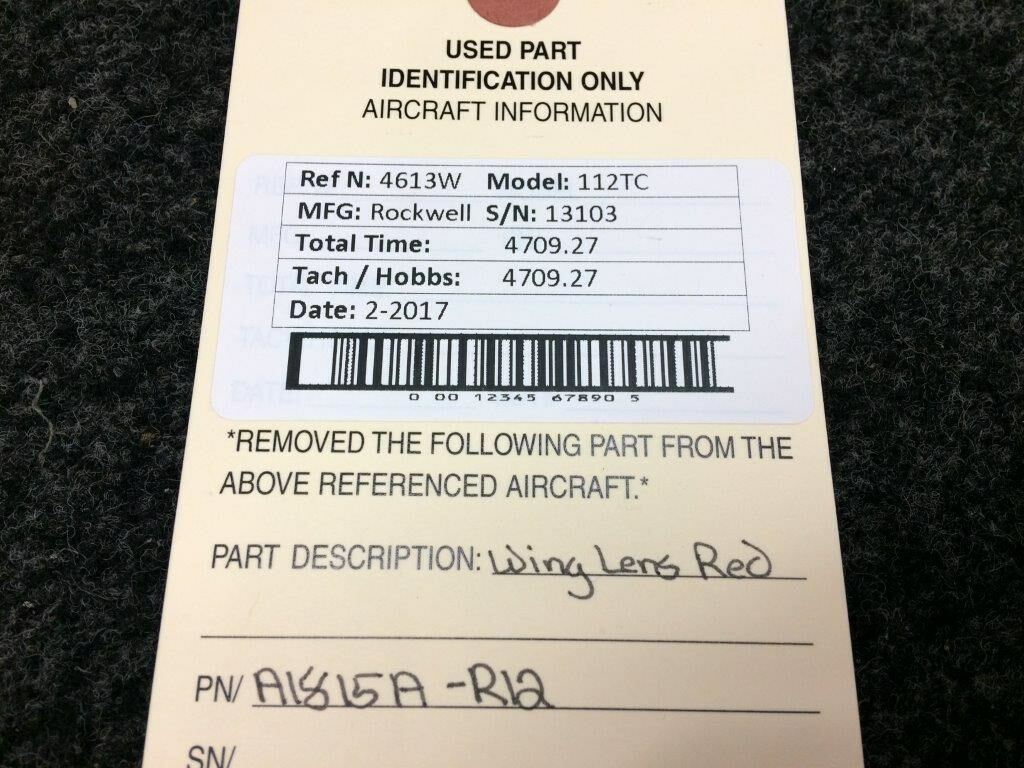 USED PART
IDENTIFICATION ONLY
AIRCRAFT INFORMATION
Ref N: 4613W Model: 112TC
MFG: Rockwell S/N: 13103
Total Time: 4709.27
Tach / Hobbs: 4709.27
Date: 2-2017
0 00 12345 67890 5
*REMOVED THE FOLLOWING PART FROM THE
ABOVE REFERENCED AIRCRAFT.*
PART DESCRIPTION: Wing Lens Red
PN/ A1815A -R12
SN/